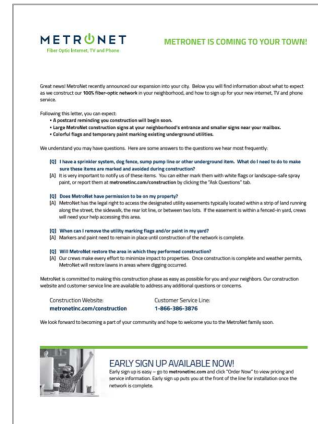 METRONET
Fiber Optic Internet, TV and Phone
METRONET IS COMING TO YOUR TOWN!
Great news! MetroNet recently announced our expansion into your city. Below you will find information about what to expect
as we construct our 100% fiber-optic network in your neighborhood, and how to sign up for your new internet, TV and phone
service.
Following this letter, you can expect:
• A postcard reminding you construction will begin soon.
• Large MetroNet construction signs at your neighborhood's entrance and smaller signs near your mailbox.
• Colorful flags and temporary paint marking existing underground utilities.
We understand you may have questions. Here are some answers to the questions we hear most frequently:
[Q] I have a sprinkler system, dog fence, sump pump line or other underground item. What do I need to do to make
sure these items are marked and avoided during construction?
[A] It is very important to notify us of these items. You can either mark them with white flags or landscape-safe spray
paint, or report them at metronetinc.com/construction by clicking the "Ask Questions" tab.
[Q] Does MetroNet have permission to be on my property?
[A] MetroNet has the legal right to access the designated utility easements typically located within a strip of land running
along the street, the sidewalk, the rear lot line, or between two lots. If the easement is within a fenced-in yard, crews
will need your help accessing this area.
[Q] When can I remove the utility marking flags and/or paint in my yard?
[A] Markers and paint need to remain in place until construction of the network is complete.
[Q] Will MetroNet restore the area in which they performed construction?
[A] Our crews make every effort to minimize impact to properties. Once construction is complete and weather permits,
MetroNet will restore lawns in areas where digging occurred.
MetroNet is committed to making this construction phase as easy as possible for you and your neighbors. Our construction
website and customer service line are available to address any additional questions or concerns.
Construction Website: Customer Service Line:
metronetinc.com/construction 1-866-386-3876
We look forward to becoming a part of your community and hope to welcome you to the MetroNet family soon.
EARLY SIGN UP AVAILABLE NOW!
Early sign up is easy – go to metronetinc.com and click "Order Now" to view pricing and
service information. Early sign up puts you at the front of the line for installation once the
network is complete.